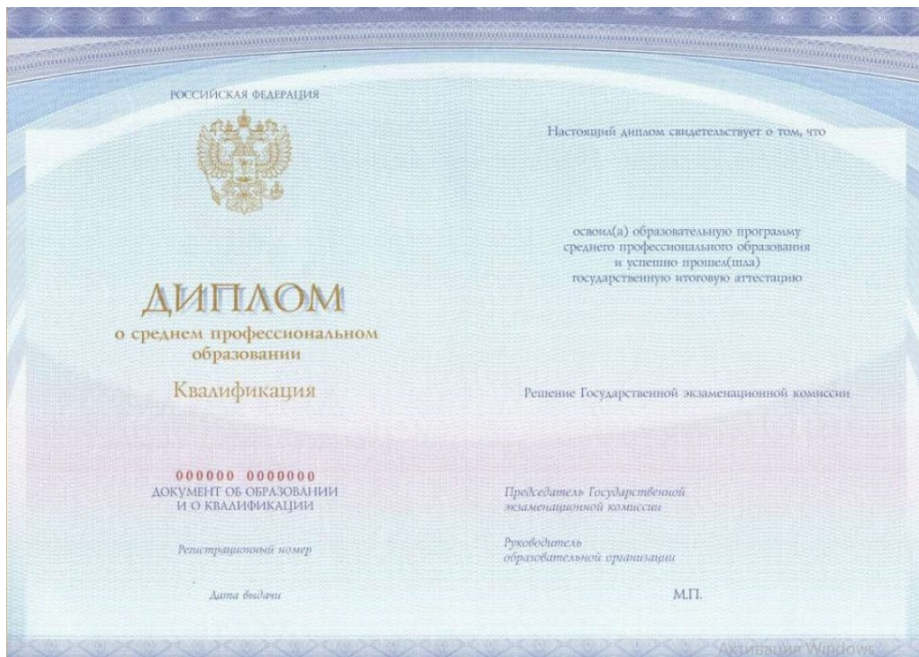 РОССИЙСКАЯ ФЕДЕРАЦИЯ
ДИПЛОМ
о среднем профессиональном
образовании
Квалификация
000000 0000000
ДОКУМЕНТ ОБ ОБРАЗОВАНИИ
И О КВАЛИФИКАЦИИ
Регистрационный номер
Дата выдачи
Настоящий диплом свидетельствует о том, что
освоил(а) образовательную программу
среднего профессионального образования
и успешно прошел(шла)
государственную итоговую аттестацию
Решение Государственной экзаменационной комиссии
Председатель Государственной
экзаменационной комиссии
Руководитель
образовательной организации
М.П.
Активация Windows